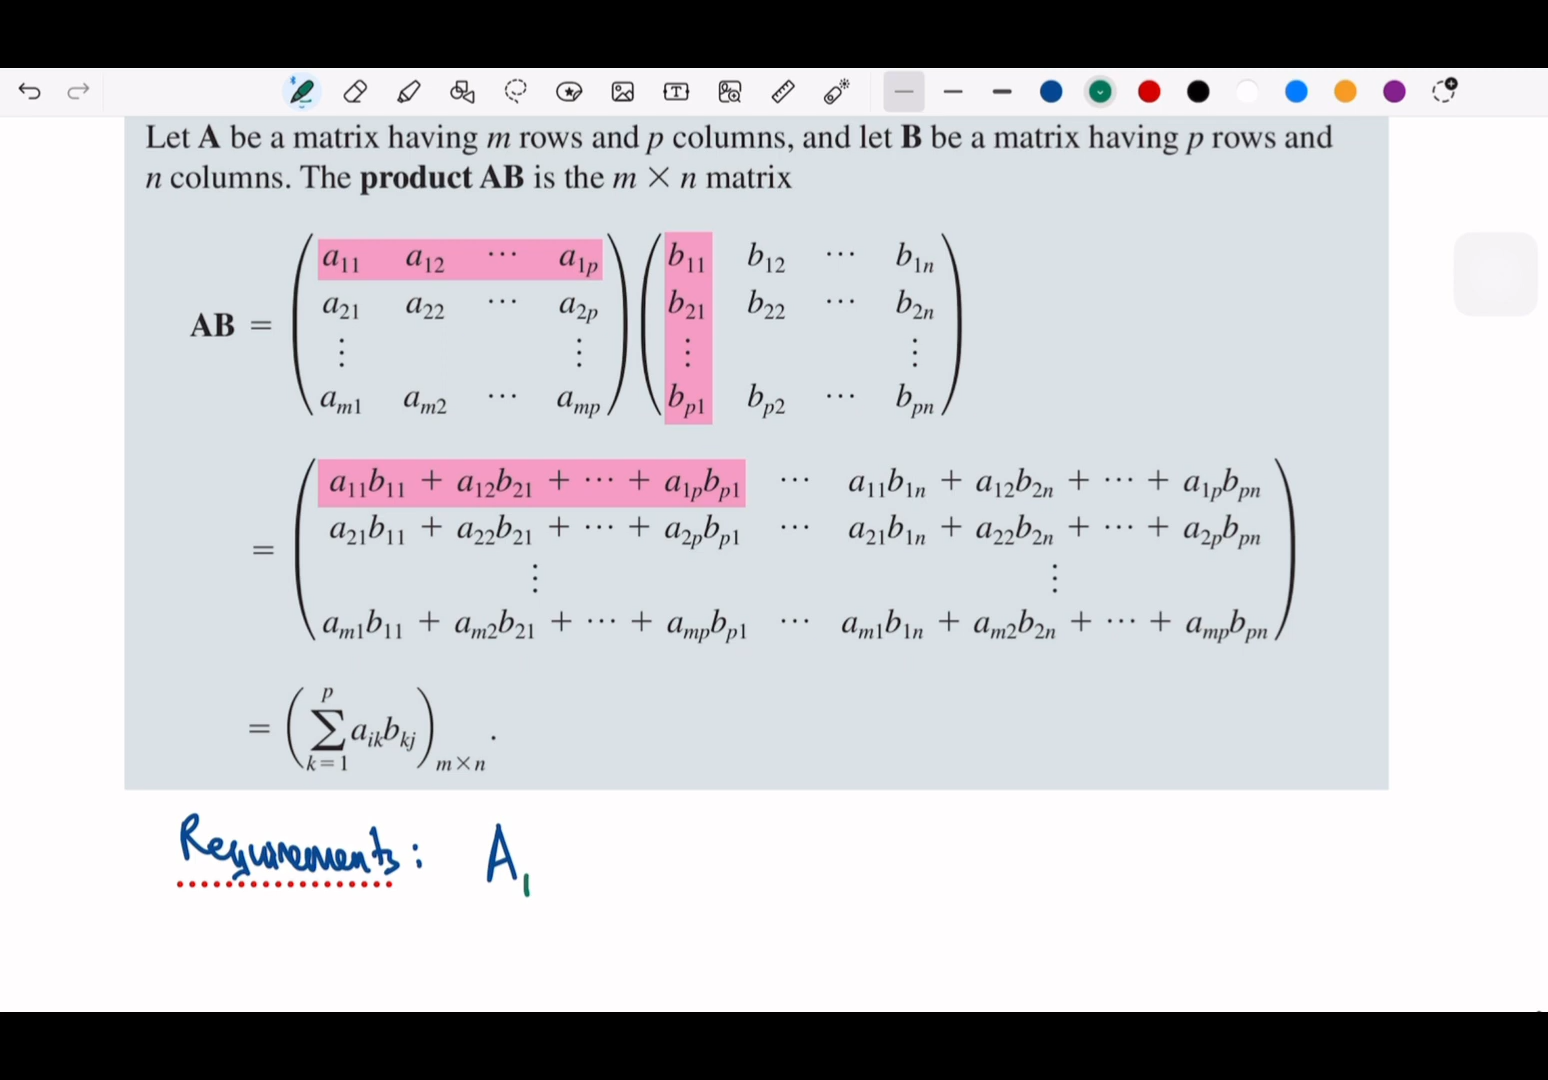 Let A be a matrix having m rows and p columns, and let B be a matrix having p rows and
n columns. The product AB is the m × n matrix
AB = ( a11 a12 ⋯ a1p ) ( b11 b12 ⋯ b1n )
a21 a22 ⋯ a2p b21 b22 ⋯ b2n
⋮ ⋮ ⋮ ⋮
am1 am2 ⋯ amp bp1 bp2 ⋯ bpn
= ( a11b11 + a12b21 + ⋯ + a1pbp1 ⋯ a11b1n + a12b2n + ⋯ + a1pbpn )
a21b11 + a22b21 + ⋯ + a2pbp1 ⋯ a21b1n + a22b2n + ⋯ + a2pbpn
⋮ ⋮
am1b11 + am2b21 + ⋯ + ampbp1 ⋯ am1b1n + am2b2n + ⋯ + ampbpn
= ( ∑ p k=1 aikbkj ) m×n .
Requirements: A